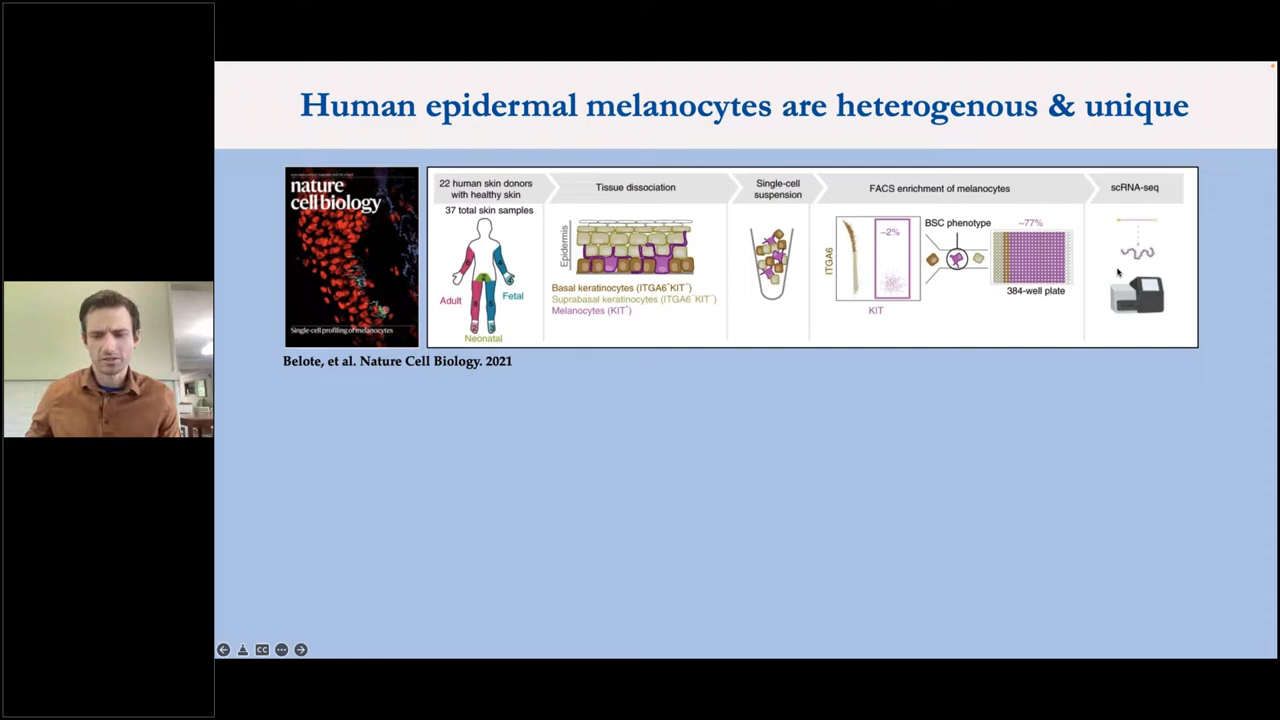 Human epidermal melanocytes are heterogenous & unique
nature
cell biology
Single-cell profiling of melanocytes
22 human skin donors
with healthy skin
37 total skin samples
Adult
Fetal
Neonatal
Tissue dissociation
Epidermis
Basal keratinocytes (ITGA6⁺KIT⁻)
Suprabasal keratinocytes (ITGA6⁻KIT⁻)
Melanocytes (KIT⁺)
Single-cell
suspension
FACS enrichment of melanocytes
ITGA6
~2%
KIT
BSC phenotype
~77%
384-well plate
scRNA-seq
Belote, et al. Nature Cell Biology. 2021
CC